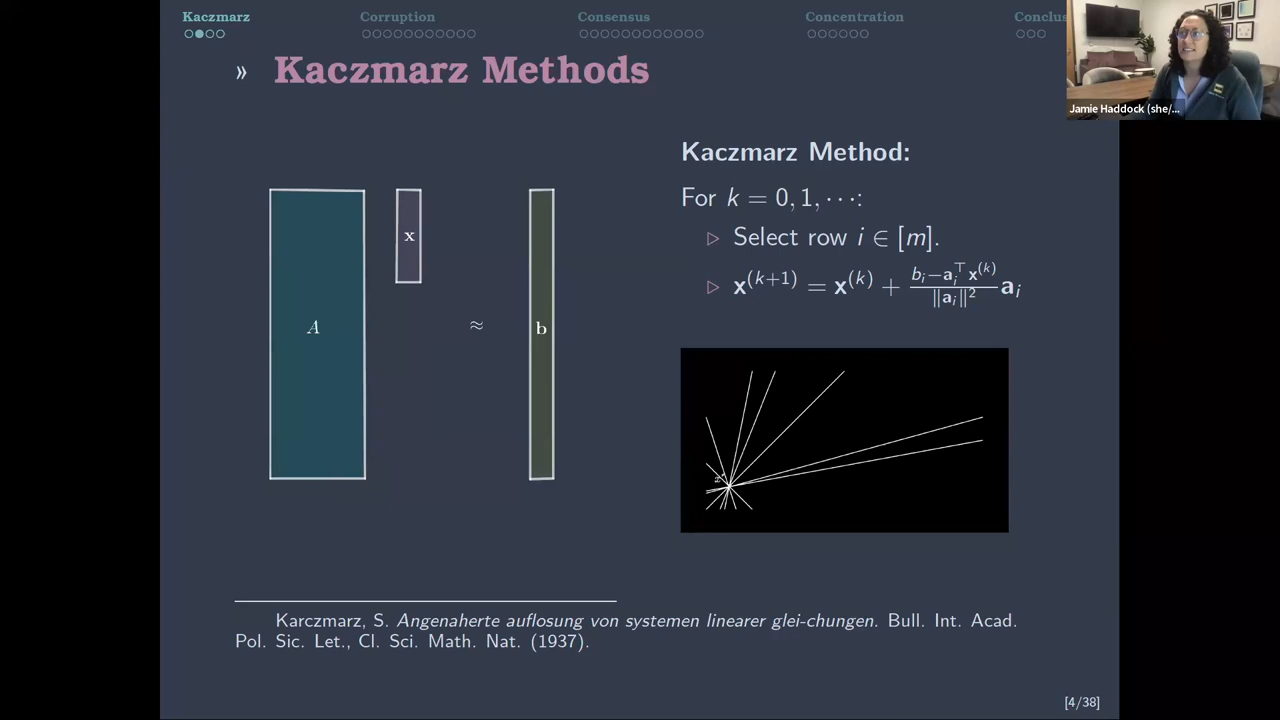 Kaczmarz Corruption Consensus Concentration Conclus
» Kaczmarz Methods
Jamie Haddock (she/...
Kaczmarz Method:
For k = 0, 1, ⋯:
▷ Select row i ∈ [m].
▷ x^(k+1) = x^(k) + (b_i − a_i^⊤ x^(k)) / ‖a_i‖² a_i
A x ≈ b
Karczmarz, S. Angenaherte auflosung von systemen linearer glei-chungen. Bull. Int. Acad.
Pol. Sic. Let., Cl. Sci. Math. Nat. (1937).
[4/38]